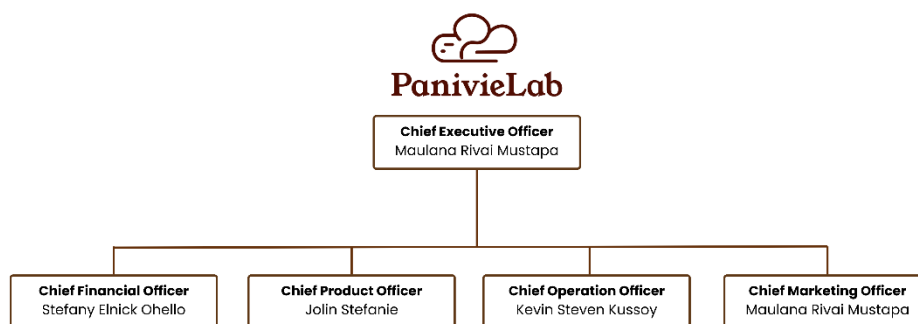 PanivieLab
Chief Executive Officer
Maulana Rivai Mustapa
Chief Financial Officer
Stefany Elnick Ohello
Chief Product Officer
Jolin Stefanie
Chief Operation Officer
Kevin Steven Kussoy
Chief Marketing Officer
Maulana Rivai Mustapa